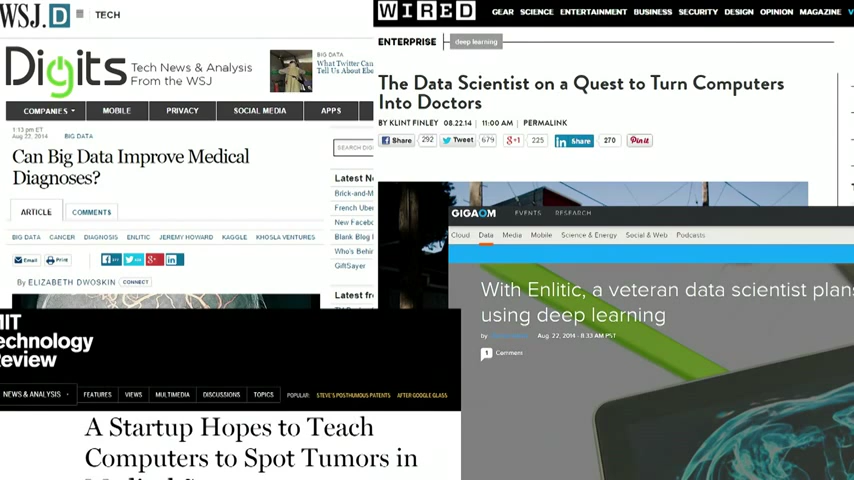 WSJ.D
TECH
Digits
Tech News & Analysis
From the WSJ
BIG DATA
What Twitter Can
Tell Us About Ebo
COMPANIES
MOBILE
PRIVACY
SOCIAL MEDIA
APPS
1:13 pm ET
Aug 22, 2014
BIG DATA
Can Big Data Improve Medical
Diagnoses?
ARTICLE
COMMENTS
BIG DATA
CANCER
DIAGNOSIS
ENLITIC
JEREMY HOWARD
KAGGLE
KHOSLA VENTURES
Email
Print
By ELIZABETH DWOSKIN
CONNECT
SEARCH
Latest N
Brick-and-M
French Uber
New Facebo
Blank Blog
Who's Behin
GiftSayer
Latest fr
WIRED
GEAR
SCIENCE
ENTERTAINMENT
BUSINESS
SECURITY
DESIGN
OPINION
MAGAZINE
ENTERPRISE
deep learning
The Data Scientist on a Quest to Turn Computers
Into Doctors
BY KLINT FINLEY
08.22.14
11:00 AM
PERMALINK
Share
292
Tweet
679
g+1
225
in Share
270
Pin it
GIGAOM
EVENTS
RESEARCH
Cloud
Data
Media
Mobile
Science & Energy
Social & Web
Podcasts
With Enlitic, a veteran data scientist plans
using deep learning
by
Aug. 22, 2014 - 8:33 AM PST
1
Comment
MIT
Technology
Review
NEWS & ANALYSIS
FEATURES
VIEWS
MULTIMEDIA
DISCUSSIONS
TOPICS
POPULAR:
STEVE'S POSTHUMOUS PATENTS
AFTER GOOGLE GLASS
A Startup Hopes to Teach
Computers to Spot Tumors in